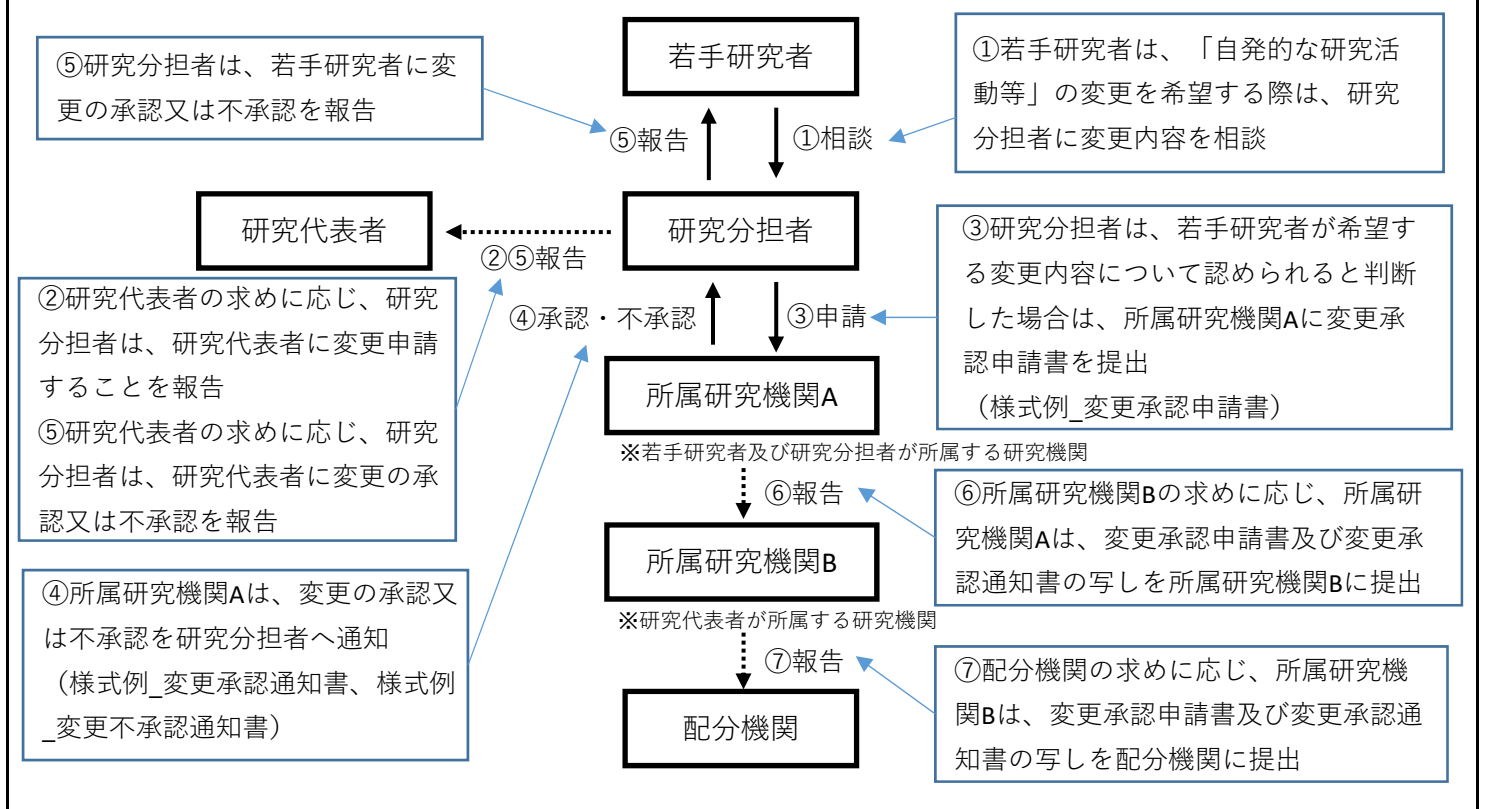 若手研究者
⑤研究分担者は、若手研究者に変
更の承認又は不承認を報告
①若手研究者は、「自発的な研究活
動等」の変更を希望する際は、研究
分担者に変更内容を相談
⑤報告
①相談
研究代表者
研究分担者
②⑤報告
③研究分担者は、若手研究者が希望す
る変更内容について認められると判断
した場合は、所属研究機関Aに変更承
認申請書を提出
（様式例_変更承認申請書）
②研究代表者の求めに応じ、研究
分担者は、研究代表者に変更申請
することを報告
⑤研究代表者の求めに応じ、研究
分担者は、研究代表者に変更の承
認又は不承認を報告
④承認・不承認
③申請
所属研究機関A
※若手研究者及び研究分担者が所属する研究機関
⑥報告
⑥所属研究機関Bの求めに応じ、所属研
究機関Aは、変更承認申請書及び変更承
認通知書の写しを所属研究機関Bに提出
所属研究機関B
※研究代表者が所属する研究機関
④所属研究機関Aは、変更の承認又
は不承認を研究分担者へ通知
（様式例_変更承認通知書、様式例
_変更不承認通知書）
⑦報告
⑦配分機関の求めに応じ、所属研究機
関Bは、変更承認申請書及び変更承認通
知書の写しを配分機関に提出
配分機関